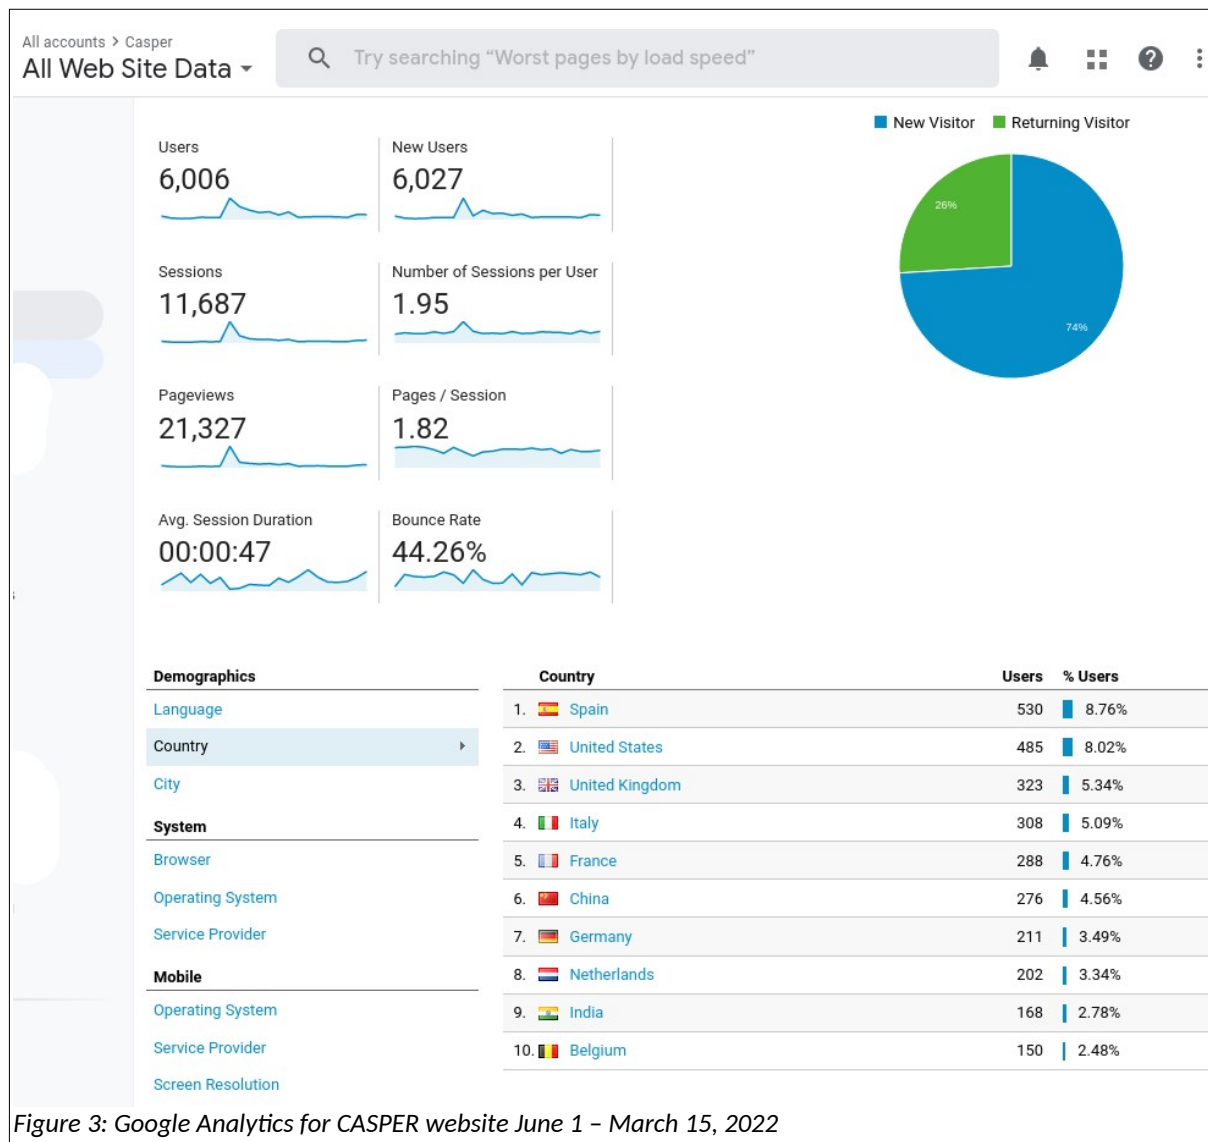 All accounts > Casper
All Web Site Data
Try searching “Worst pages by load speed”
New Visitor Returning Visitor
Users
6,006
New Users
6,027
Sessions
11,687
Number of Sessions per User
1.95
Pageviews
21,327
Pages / Session
1.82
Avg. Session Duration
00:00:47
Bounce Rate
44.26%
26%
74%
Demographics
Language
Country
City
System
Browser
Operating System
Service Provider
Mobile
Operating System
Service Provider
Screen Resolution
Country Users % Users
1. Spain 530 8.76%
2. United States 485 8.02%
3. United Kingdom 323 5.34%
4. Italy 308 5.09%
5. France 288 4.76%
6. China 276 4.56%
7. Germany 211 3.49%
8. Netherlands 202 3.34%
9. India 168 2.78%
10. Belgium 150 2.48%
Figure 3: Google Analytics for CASPER website June 1 – March 15, 2022